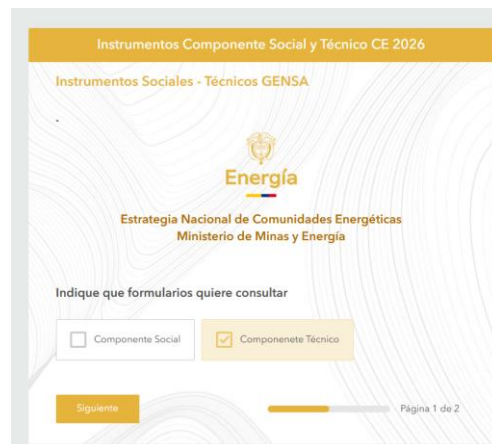 Instrumentos Componente Social y Técnico CE 2026
Instrumentos Sociales - Técnicos GENSA
.
Energía
Estrategia Nacional de Comunidades Energéticas
Ministerio de Minas y Energía
Indique que formularios quiere consultar
Componente Social
Componenete Técnico
Siguiente
Página 1 de 2